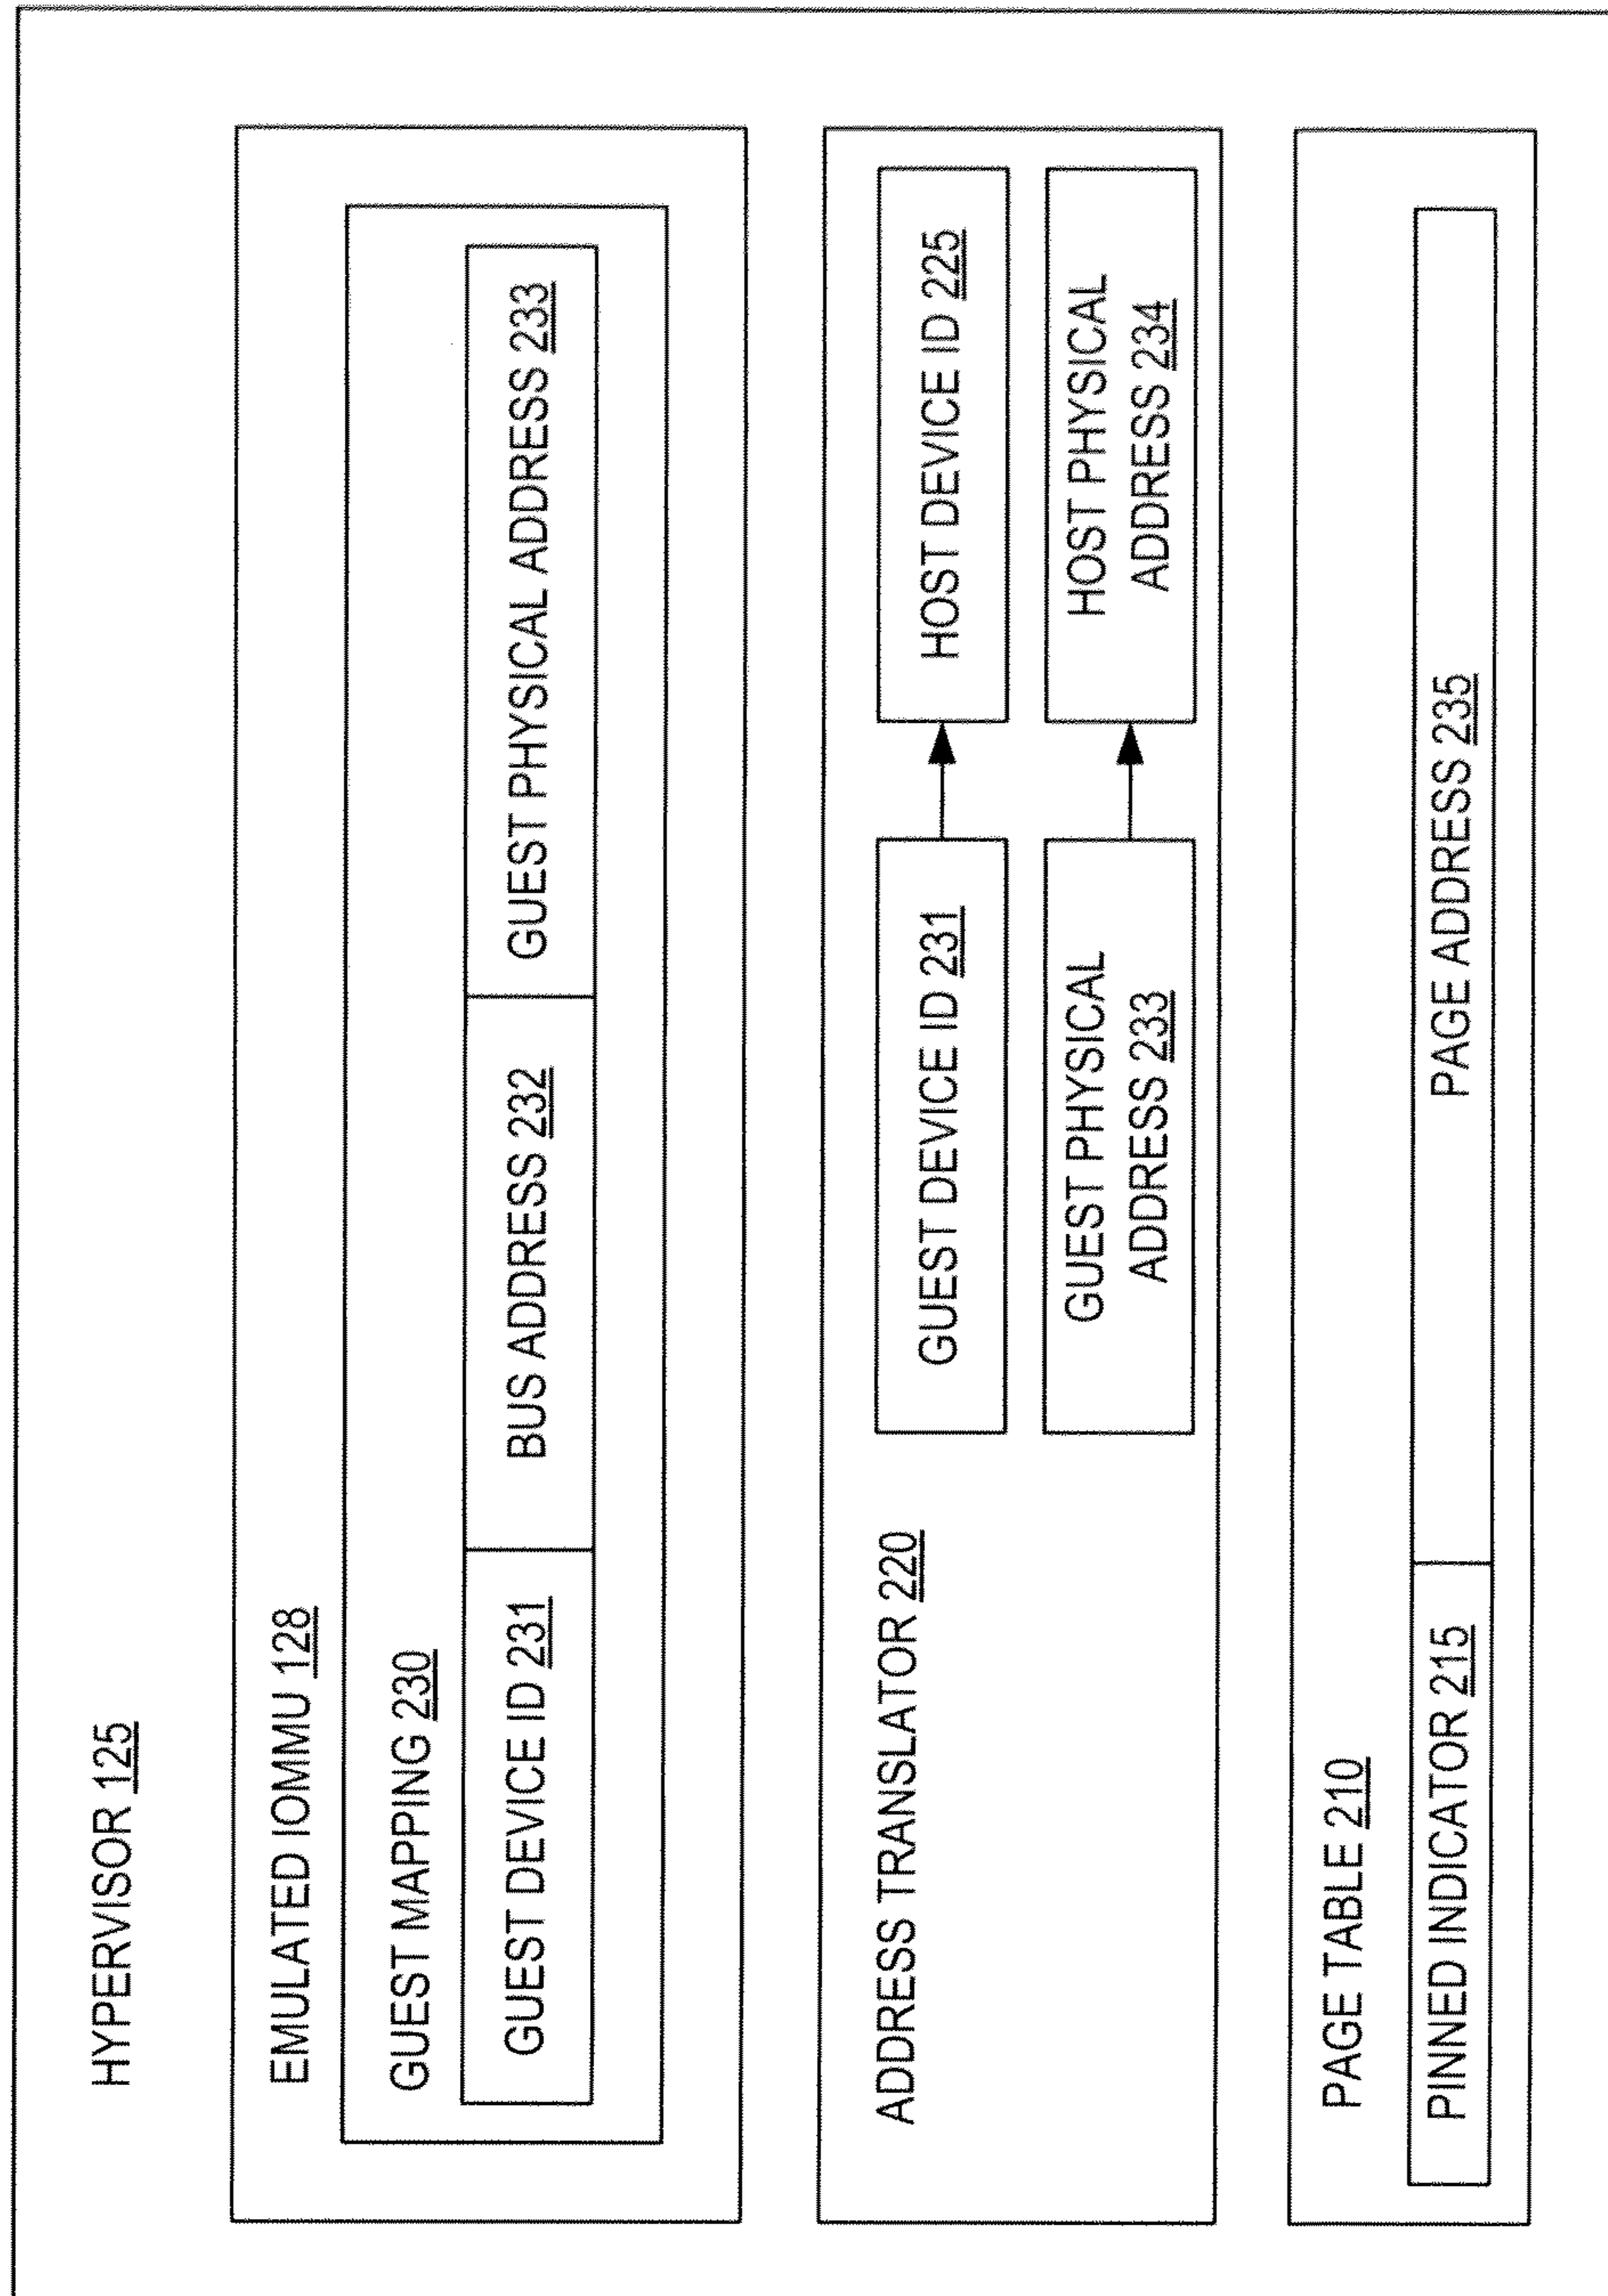 HYPERVISOR 125
EMULATED IOMMU 128
GUEST MAPPING 230
GUEST DEVICE ID 231
BUS ADDRESS 232
GUEST PHYSICAL ADDRESS 233
ADDRESS TRANSLATOR 220
GUEST DEVICE ID 231
HOST DEVICE ID 225
GUEST PHYSICAL
ADDRESS 233
HOST PHYSICAL
ADDRESS 234
PAGE TABLE 210
PINNED INDICATOR 215
PAGE ADDRESS 235